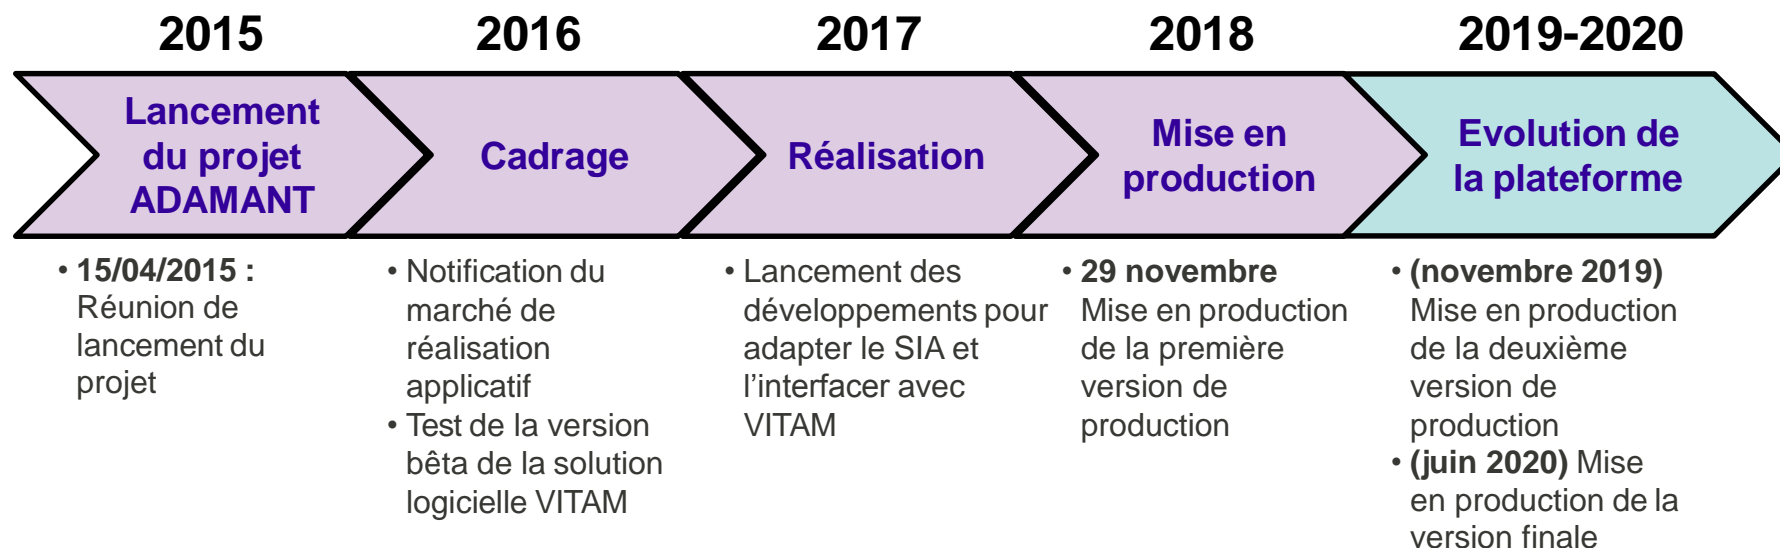 2015
2016
2017
2018
2019-2020
Lancement
du projet
ADAMANT
Cadrage
Réalisation
Mise en
production
Evolution de
la plateforme
• 15/04/2015 :
Réunion de
lancement du
projet
• Notification du
marché de
réalisation
applicatif
• Test de la version
bêta de la solution
logicielle VITAM
• Lancement des
développements pour
adapter le SIA et
l’interfacer avec
VITAM
• 29 novembre
Mise en production
de la première
version de
production
• (novembre 2019)
Mise en production
de la deuxième
version de
production
• (juin 2020) Mise
en production de la
version finale